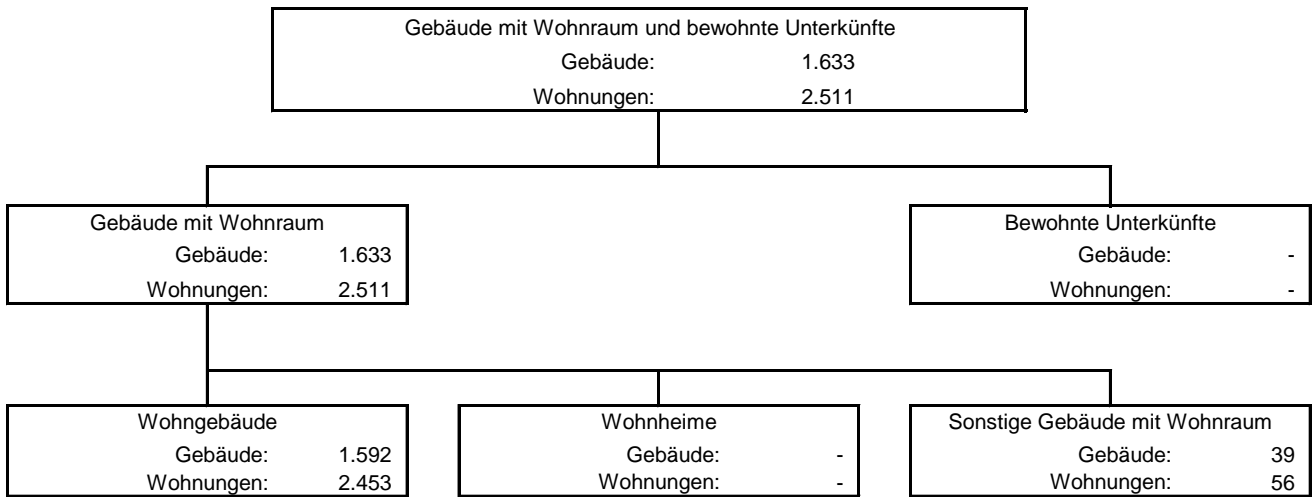 Gebäude mit Wohnraum und bewohnte Unterkünfte
Gebäude: 1.633
Wohnungen: 2.511
Gebäude mit Wohnraum
Gebäude: 1.633
Wohnungen: 2.511
Bewohnte Unterkünfte
Gebäude: -
Wohnungen: -
Wohngebäude
Gebäude: 1.592
Wohnungen: 2.453
Wohnheime
Gebäude: -
Wohnungen: -
Sonstige Gebäude mit Wohnraum
Gebäude: 39
Wohnungen: 56